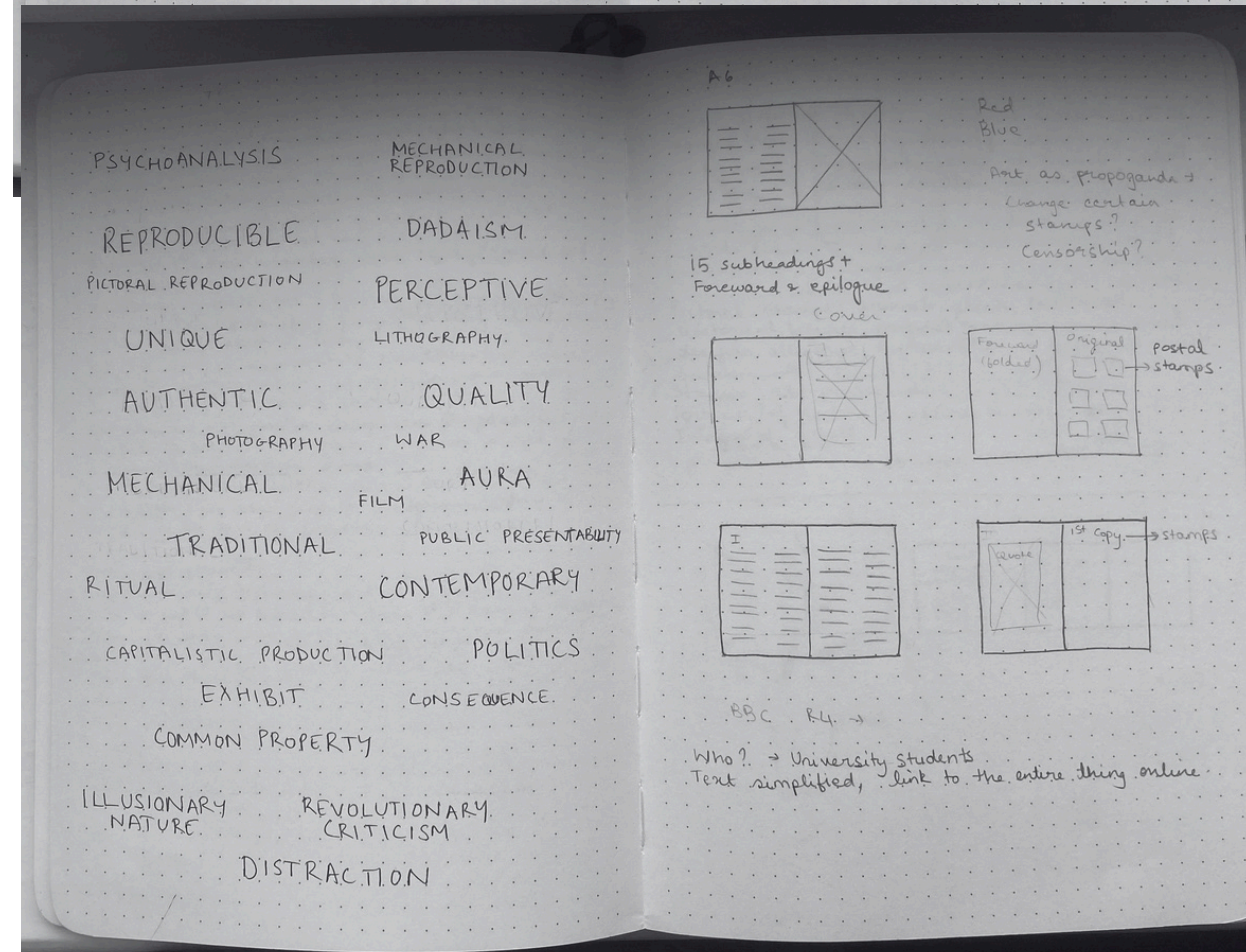 PSYCHOANALYSIS
MECHANICAL
REPRODUCTION
REPRODUCIBLE
DADAISM
PICTORAL REPRODUCTION
PERCEPTIVE
UNIQUE
LITHOGRAPHY
AUTHENTIC
QUALITY
PHOTOGRAPHY
WAR
MECHANICAL
AURA
FILM
TRADITIONAL
PUBLIC PRESENTABILITY
RITUAL
CONTEMPORARY
CAPITALISTIC PRODUCTION
POLITICS
EXHIBIT
CONSEQUENCE
COMMON PROPERTY
ILLUSIONARY
NATURE
REVOLUTIONARY
CRITICISM
DISTRACTION
A6
Red
Blue
Art as propoganda →
Change certain
stamps?
Censorship?
15 subheadings +
Foreward & epilogue
Cover
Foreward
(folded)
Original
postal
stamps
I
Quote
1st Copy
stamps
BBC R4 →
Who? → University students
Text simplified, link to the entire thing online